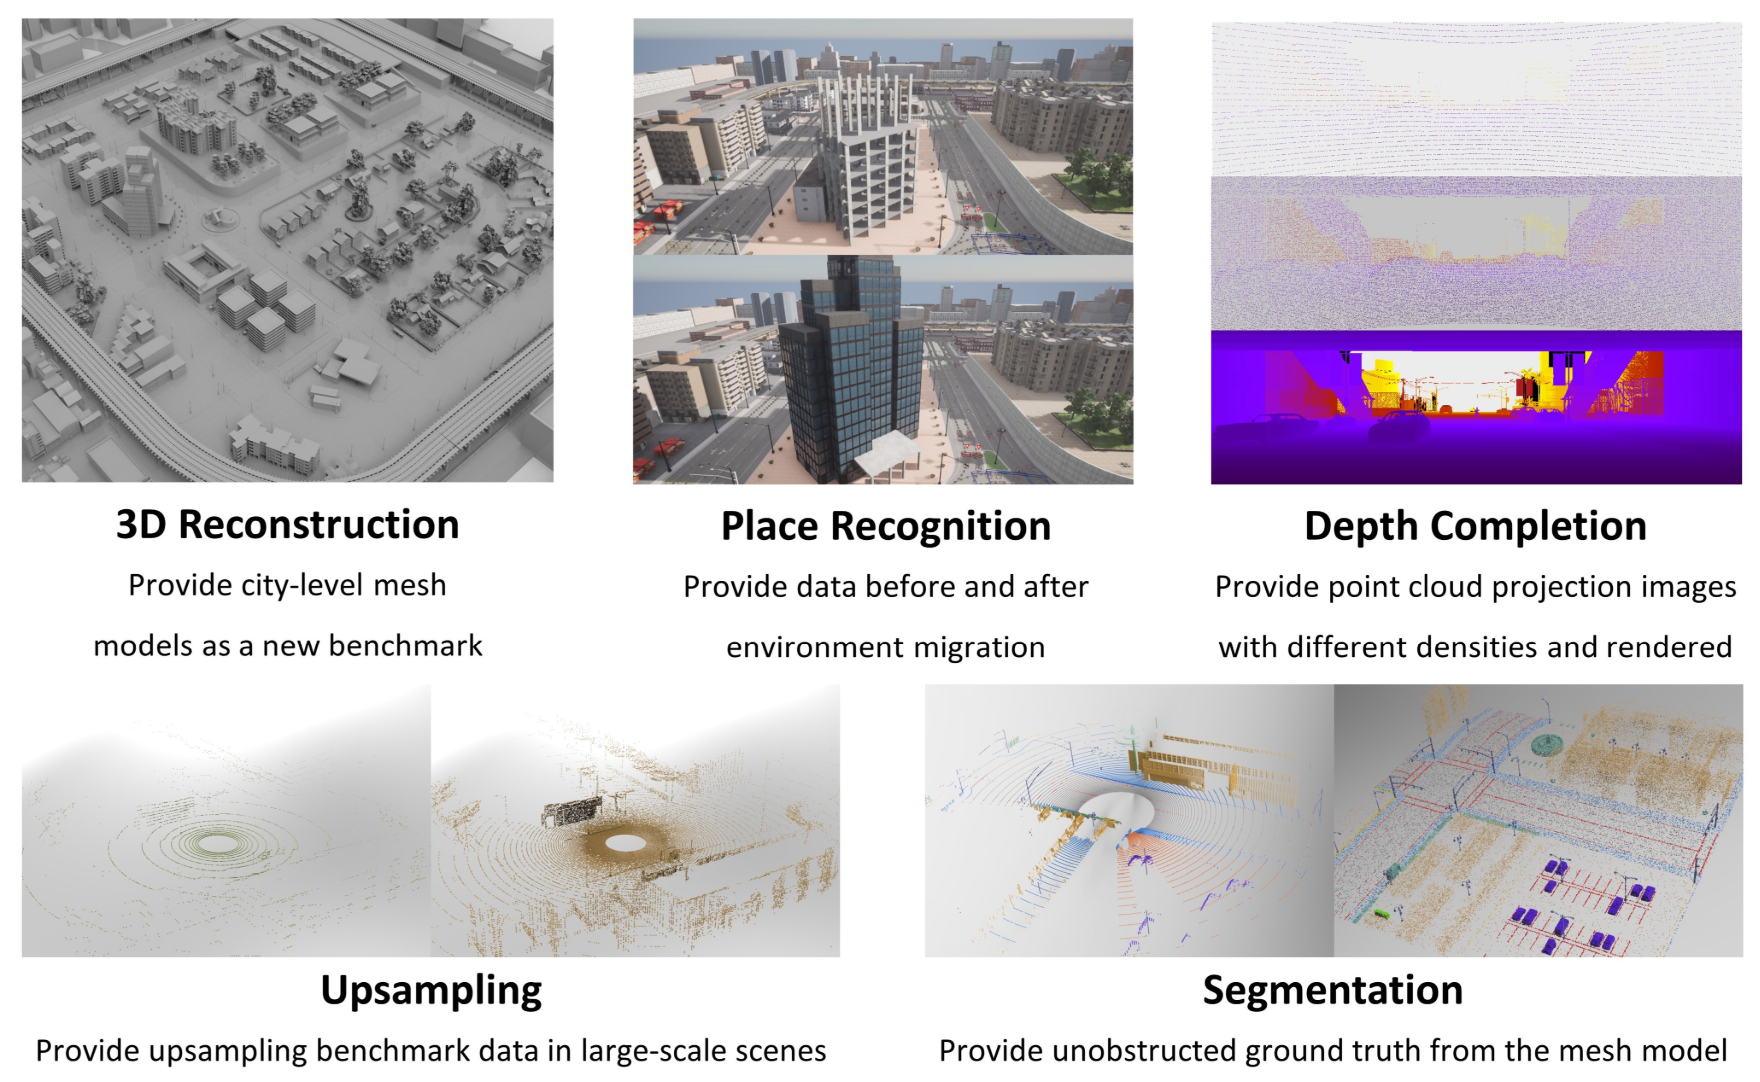 3D Reconstruction
Provide city-level mesh
models as a new benchmark
Place Recognition
Provide data before and after
environment migration
Depth Completion
Provide point cloud projection images
with different densities and rendered
Upsampling
Provide upsampling benchmark data in large-scale scenes
Segmentation
Provide unobstructed ground truth from the mesh model